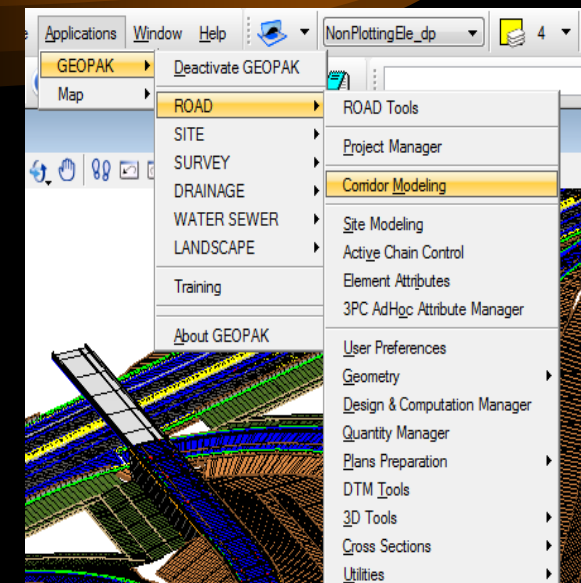 Applications Window Help NonPlottingEle_dp 4
GEOPAK
Map
Deactivate GEOPAK
ROAD
SITE
SURVEY
DRAINAGE
WATER SEWER
LANDSCAPE
Training
About GEOPAK
ROAD Tools
Project Manager
Corridor Modeling
Site Modeling
Active Chain Control
Element Attributes
3PC AdHoc Attribute Manager
User Preferences
Geometry
Design & Computation Manager
Quantity Manager
Plans Preparation
DTM Tools
3D Tools
Cross Sections
Utilities